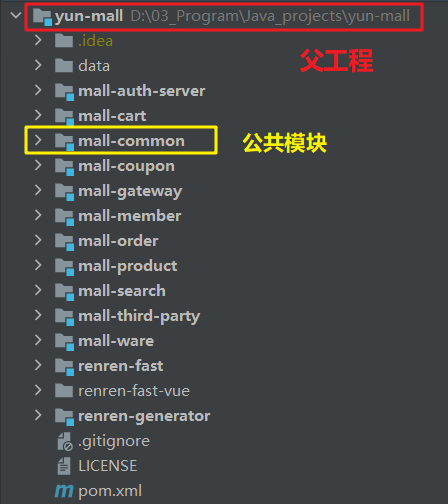 yun-mall D:\03_Program\Java_projects\yun-mall
.idea
父工程
data
mall-auth-server
mall-cart
mall-common
公共模块
mall-coupon
mall-gateway
mall-member
mall-order
mall-product
mall-search
mall-third-party
mall-ware
renren-fast
renren-fast-vue
renren-generator
.gitignore
LICENSE
m pom.xml